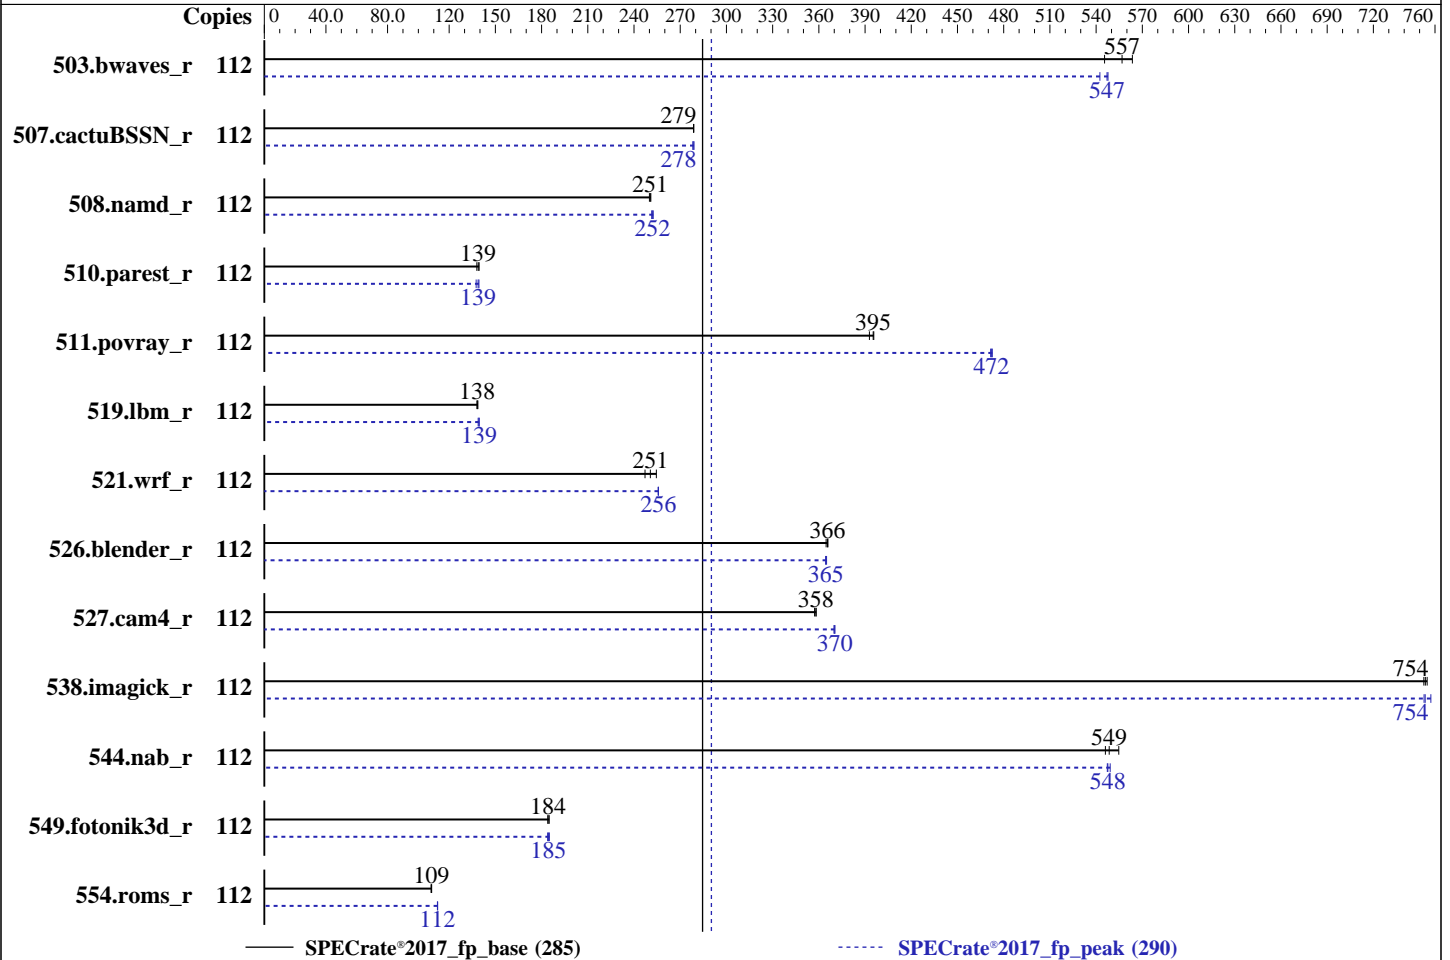 Copies 0 40.0 80.0 120 150 180 210 240 270 300 330 360 390 420 450 480 510 540 570 600 630 660 690 720 760
503.bwaves_r 112 557
547
507.cactuBSSN_r 112 279
278
508.namd_r 112 251
252
510.parest_r 112 139
139
511.povray_r 112 395
472
519.lbm_r 112 138
139
521.wrf_r 112 251
256
526.blender_r 112 366
365
527.cam4_r 112 358
370
538.imagick_r 112 754
754
544.nab_r 112 549
548
549.fotonik3d_r 112 184
185
554.roms_r 112 109
112
SPECrate®2017_fp_base (285) SPECrate®2017_fp_peak (290)